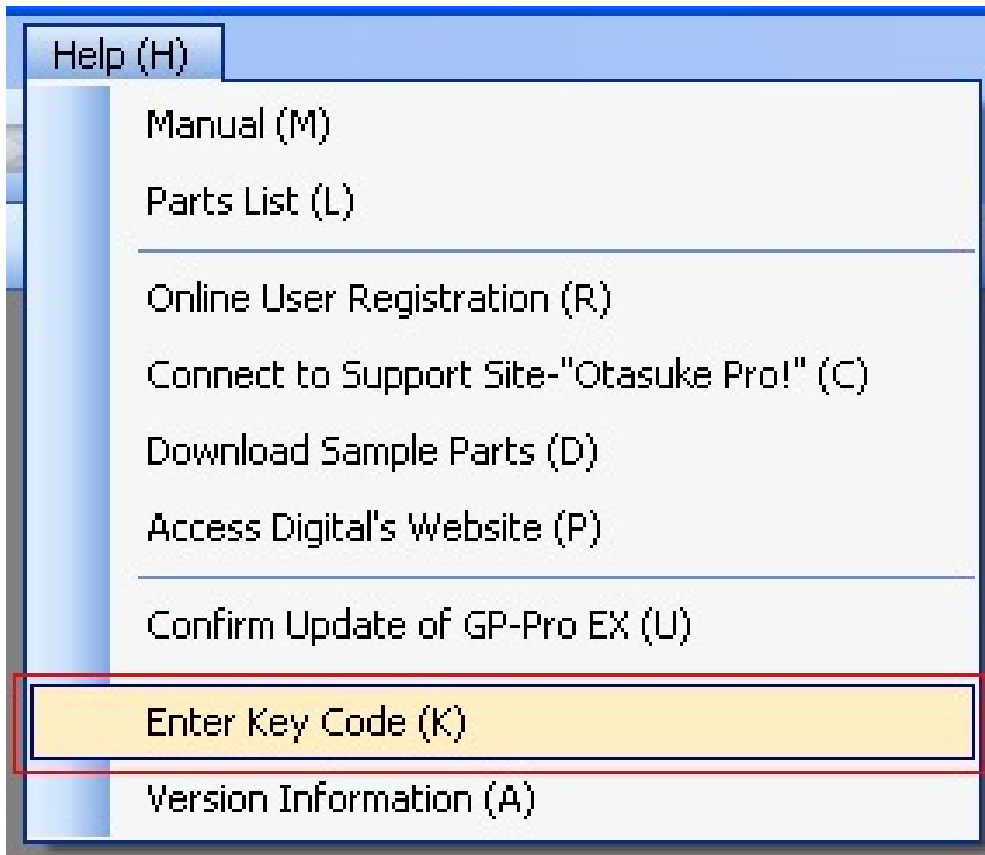 Help (H)
Manual (M)
Parts List (L)
Online User Registration (R)
Connect to Support Site-"Otasuke Pro!" (C)
Download Sample Parts (D)
Access Digital's Website (P)
Confirm Update of GP-Pro EX (U)
Enter Key Code (K)
Version Information (A)